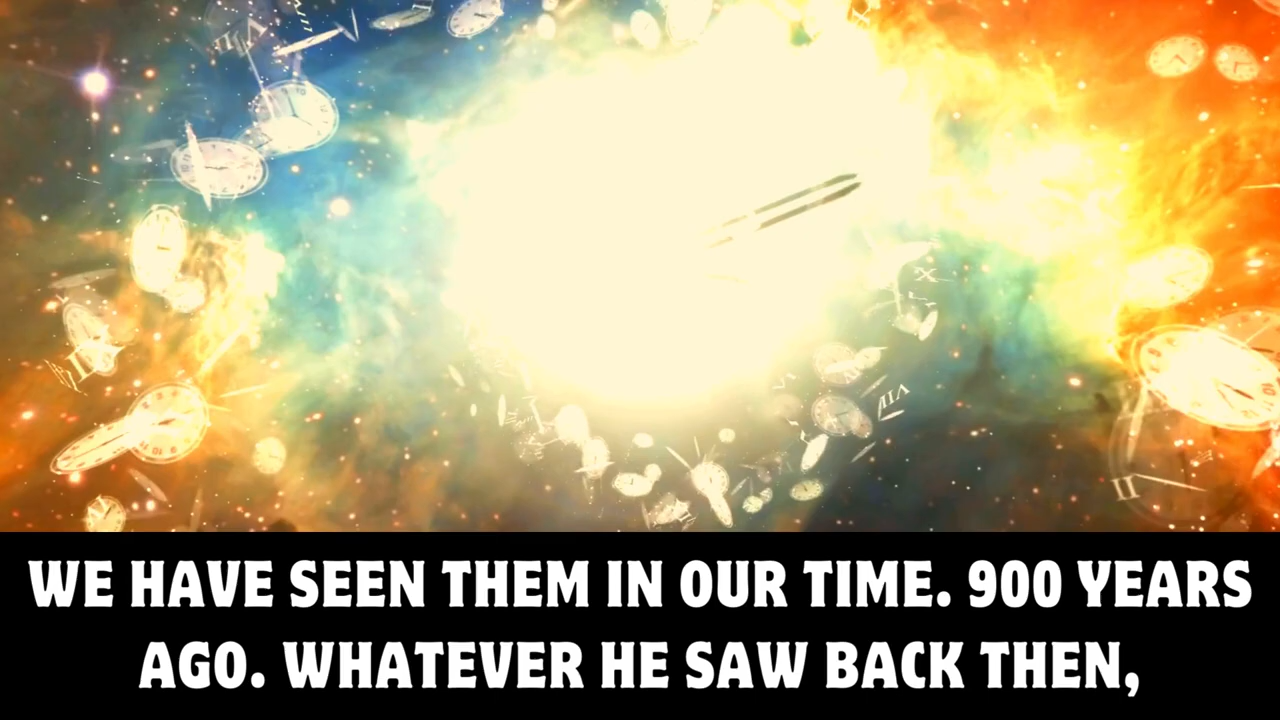 WE HAVE SEEN THEM IN OUR TIME. 900 YEARS
AGO. WHATEVER HE SAW BACK THEN,